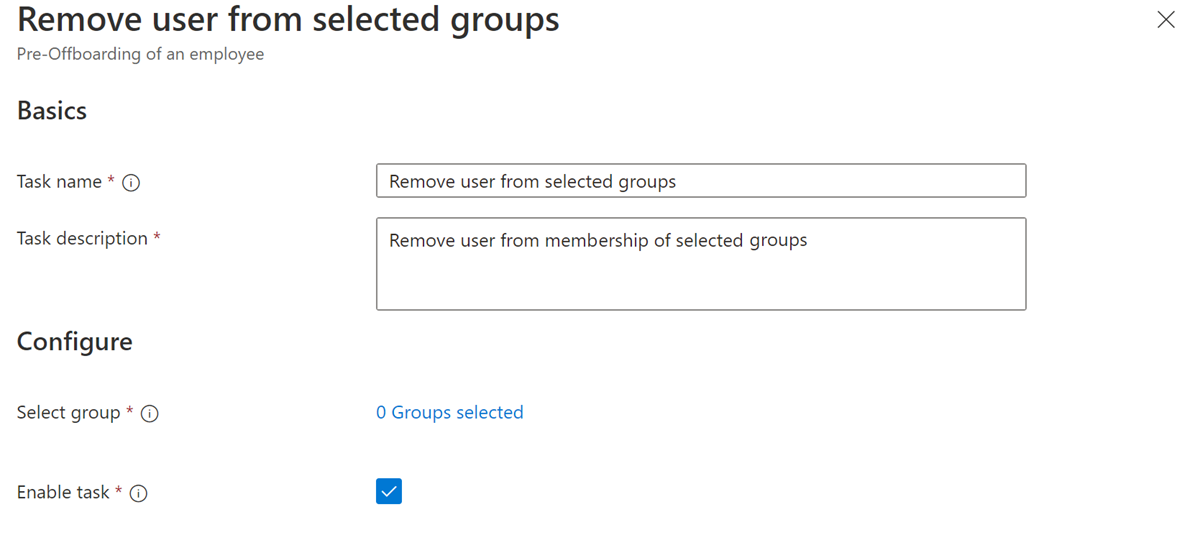 Remove user from selected groups
Pre-Offboarding of an employee
Basics
Task name *
Remove user from selected groups
Task description *
Remove user from membership of selected groups
Configure
Select group *
0 Groups selected
Enable task *